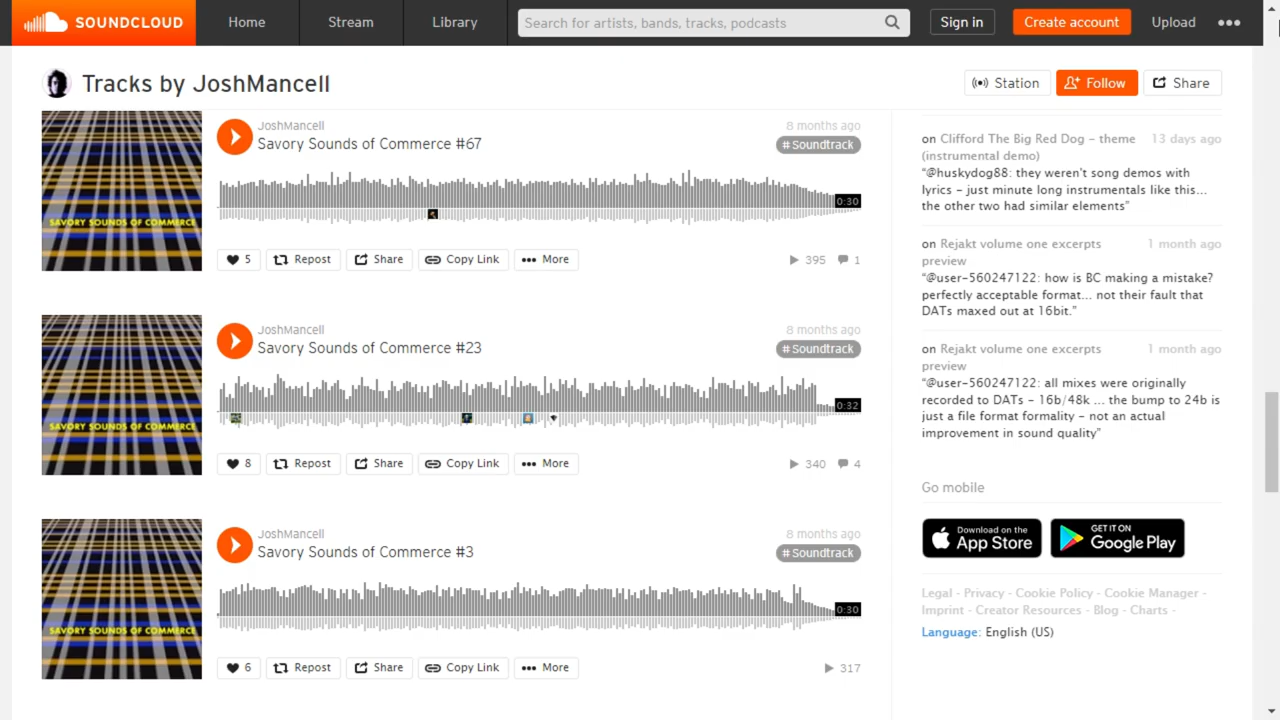 SOUNDCLOUD
Home
Stream
Library
Search for artists, bands, tracks, podcasts
Sign in
Create account
Upload
Tracks by JoshMancell
Station
Follow
Share
SAVORY SOUNDS OF COMMERCE
JoshMancell
8 months ago
Savory Sounds of Commerce #67
# Soundtrack
0:30
5
Repost
Share
Copy Link
More
395
1
SAVORY SOUNDS OF COMMERCE
JoshMancell
8 months ago
Savory Sounds of Commerce #23
# Soundtrack
0:32
8
Repost
Share
Copy Link
More
340
4
SAVORY SOUNDS OF COMMERCE
JoshMancell
8 months ago
Savory Sounds of Commerce #3
# Soundtrack
0:30
6
Repost
Share
Copy Link
More
317
on Clifford The Big Red Dog - theme
13 days ago
(instrumental demo)
"@huskydog88: they weren't song demos with
lyrics - just minute long instrumentals like this...
the other two had similar elements"
on Rejakt volume one excerpts
1 month ago
preview
"@user-560247122: how is BC making a mistake?
perfectly acceptable format... not their fault that
DATs maxed out at 16bit."
on Rejakt volume one excerpts
1 month ago
preview
"@user-560247122: all mixes were originally
recorded to DATs - 16b/48k ... the bump to 24b is
just a file format formality - not an actual
improvement in sound quality"
Go mobile
Download on the
App Store
GET IT ON
Google Play
Legal - Privacy - Cookie Policy - Cookie Manager -
Imprint - Creator Resources - Blog - Charts -
Language: English (US)